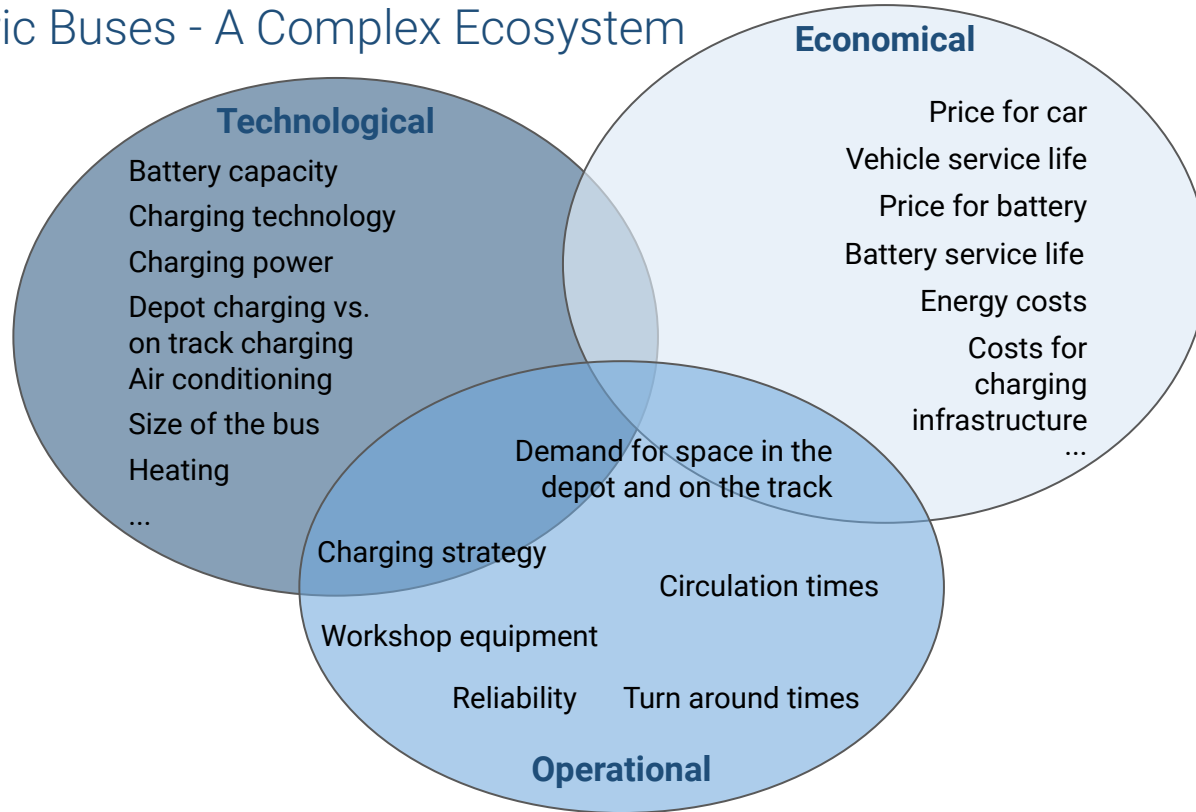 ic Buses - A Complex Ecosystem
Technological
Battery capacity
Charging technology
Charging power
Depot charging vs.
on track charging
Air conditioning
Size of the bus
Heating
...
Economical
Price for car
Vehicle service life
Price for battery
Battery service life
Energy costs
Costs for
charging
infrastructure
...
Demand for space in the
depot and on the track
Charging strategy
Circulation times
Workshop equipment
Reliability
Turn around times
Operational